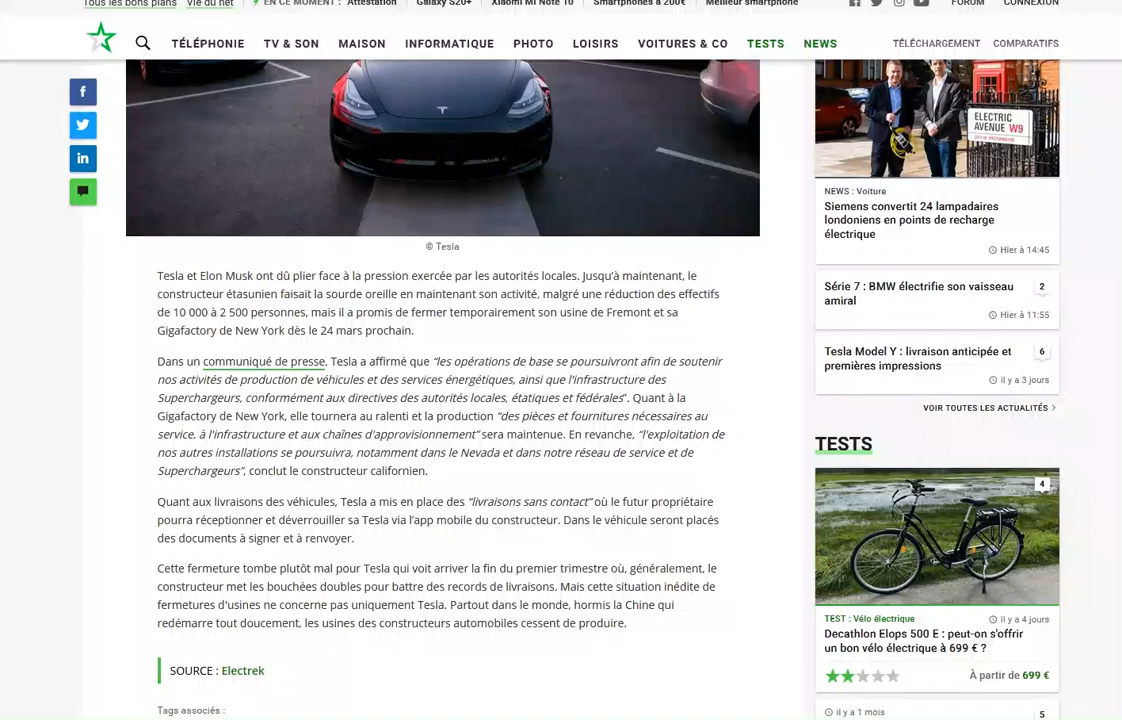 Tous les bons plans Vie du net EN CE MOMENT : Attestation Galaxy S20+ Xiaomi Mi Note 10 Smartphones à 200€ Meilleur smartphone FORUM CONNEXION
TÉLÉPHONIE TV & SON MAISON INFORMATIQUE PHOTO LOISIRS VOITURES & CO TESTS NEWS TÉLÉCHARGEMENT COMPARATIFS
© Tesla
Tesla et Elon Musk ont dû plier face à la pression exercée par les autorités locales. Jusqu’à maintenant, le
constructeur étasunien faisait la sourde oreille en maintenant son activité, malgré une réduction des effectifs
de 10 000 à 2 500 personnes, mais il a promis de fermer temporairement son usine de Fremont et sa
Gigafactory de New York dès le 24 mars prochain.
Dans un communiqué de presse, Tesla a affirmé que “les opérations de base se poursuivront afin de soutenir
nos activités de production de véhicules et des services énergétiques, ainsi que l'infrastructure des
Superchargeurs, conformément aux directives des autorités locales, étatiques et fédérales”. Quant à la
Gigafactory de New York, elle tournera au ralenti et la production “des pièces et fournitures nécessaires au
service, à l'infrastructure et aux chaînes d'approvisionnement” sera maintenue. En revanche, “l'exploitation de
nos autres installations se poursuivra, notamment dans le Nevada et dans notre réseau de service et de
Superchargeurs”, conclut le constructeur californien.
Quant aux livraisons des véhicules, Tesla a mis en place des “livraisons sans contact” où le futur propriétaire
pourra réceptionner et déverrouiller sa Tesla via l’app mobile du constructeur. Dans le véhicule seront placés
des documents à signer et à renvoyer.
Cette fermeture tombe plutôt mal pour Tesla qui voit arriver la fin du premier trimestre où, généralement, le
constructeur met les bouchées doubles pour battre des records de livraisons. Mais cette situation inédite de
fermetures d'usines ne concerne pas uniquement Tesla. Partout dans le monde, hormis la Chine qui
redémarre tout doucement, les usines des constructeurs automobiles cessent de produire.
SOURCE : Electrek
Tags associés :
ELECTRIC
AVENUE W9
NEWS : Voiture
Siemens convertit 24 lampadaires
londoniens en points de recharge
électrique
Hier à 14:45
Série 7 : BMW électrifie son vaisseau 2
amiral
Hier à 11:55
Tesla Model Y : livraison anticipée et 6
premières impressions
il y a 3 jours
VOIR TOUTES LES ACTUALITÉS
TESTS
4
TEST : Vélo électrique il y a 4 jours
Decathlon Elops 500 E : peut-on s'offrir
un bon vélo électrique à 699 € ?
À partir de 699 €
il y a 1 mois 5